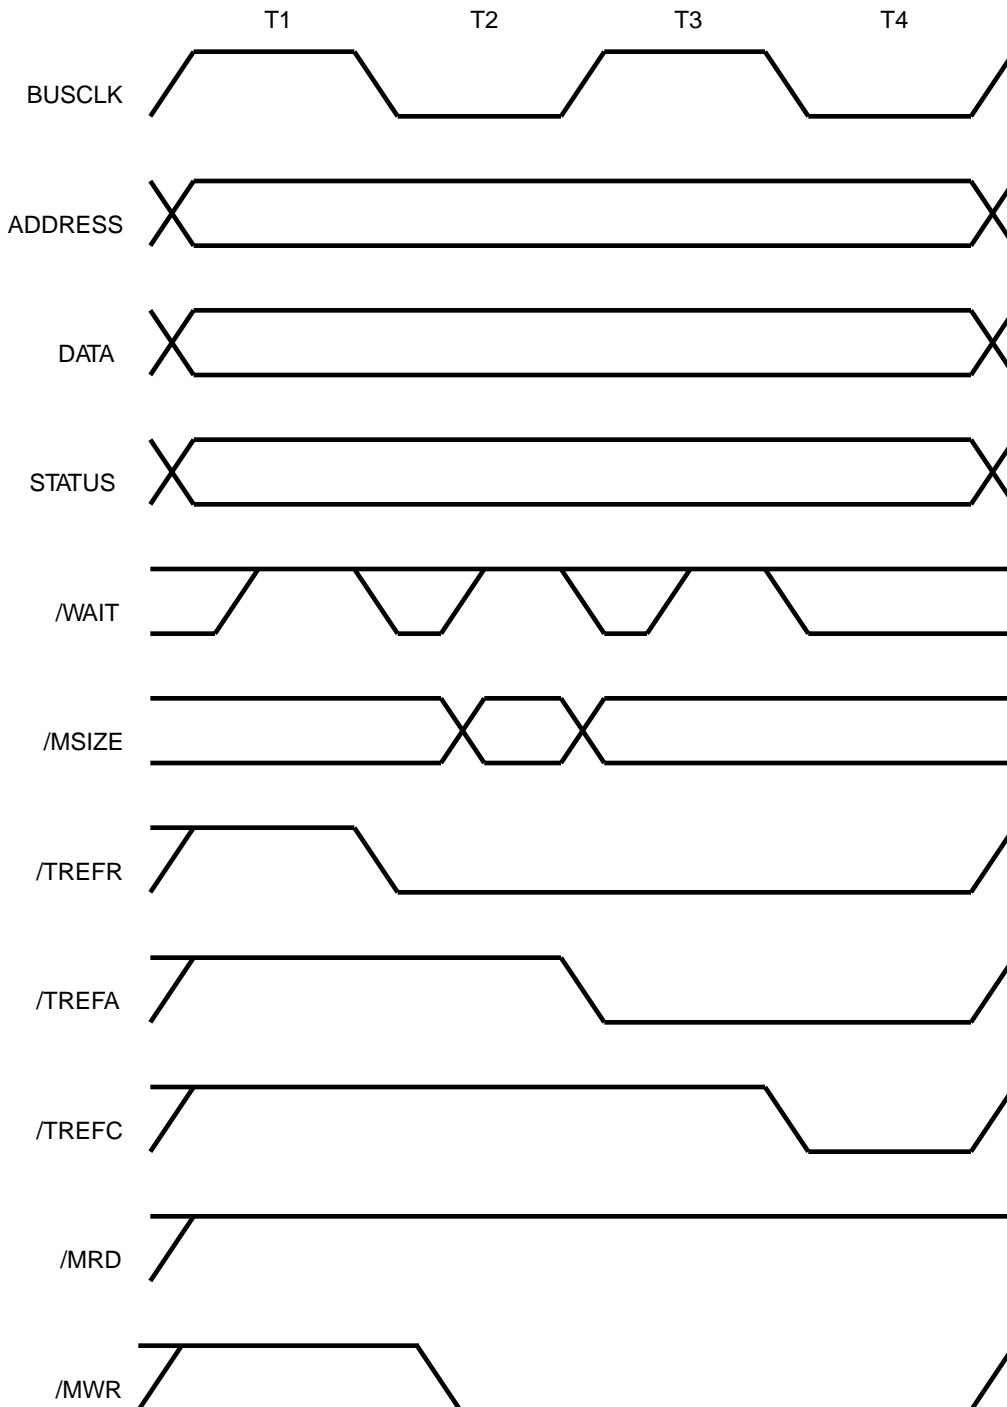 T1 T2 T3 T4
BUSCLK
ADDRESS
DATA
STATUS
/WAIT
/MSIZE
/TREFR
/TREFA
/TREFC
/MRD
/MWR